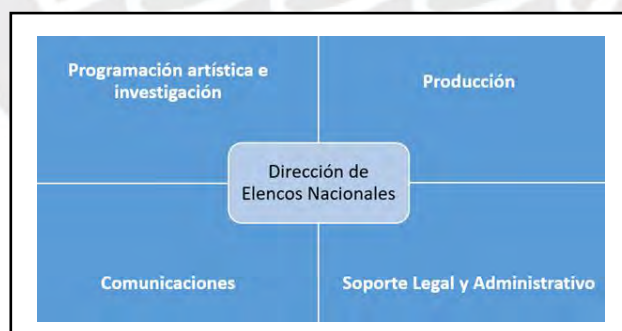 Programación artística e
investigación
Producción
Dirección de
Elencos Nacionales
Comunicaciones
Soporte Legal y Administrativo